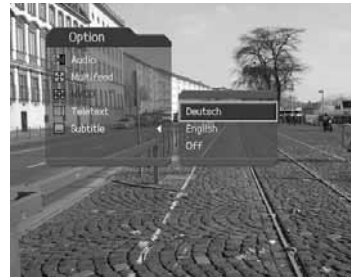 Option
Audio
Multifeed
Teletext
Subtitle
Deutsch
English
Off